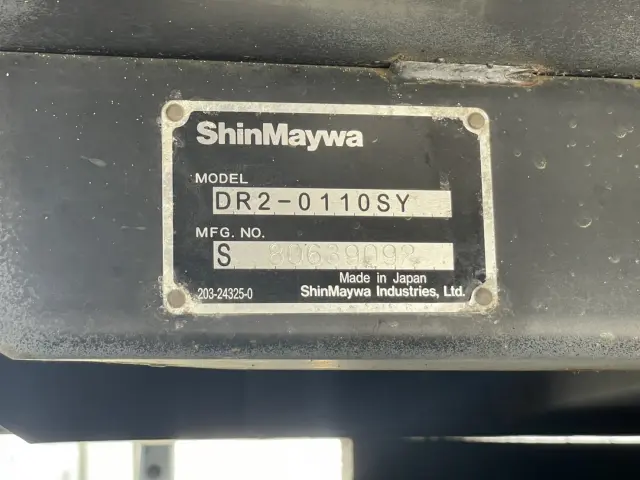 ShinMaywa
MODEL
DR2-0110SY
MFG. NO.
S
Made in Japan
203-24325-0 ShinMaywa Industries, Ltd.